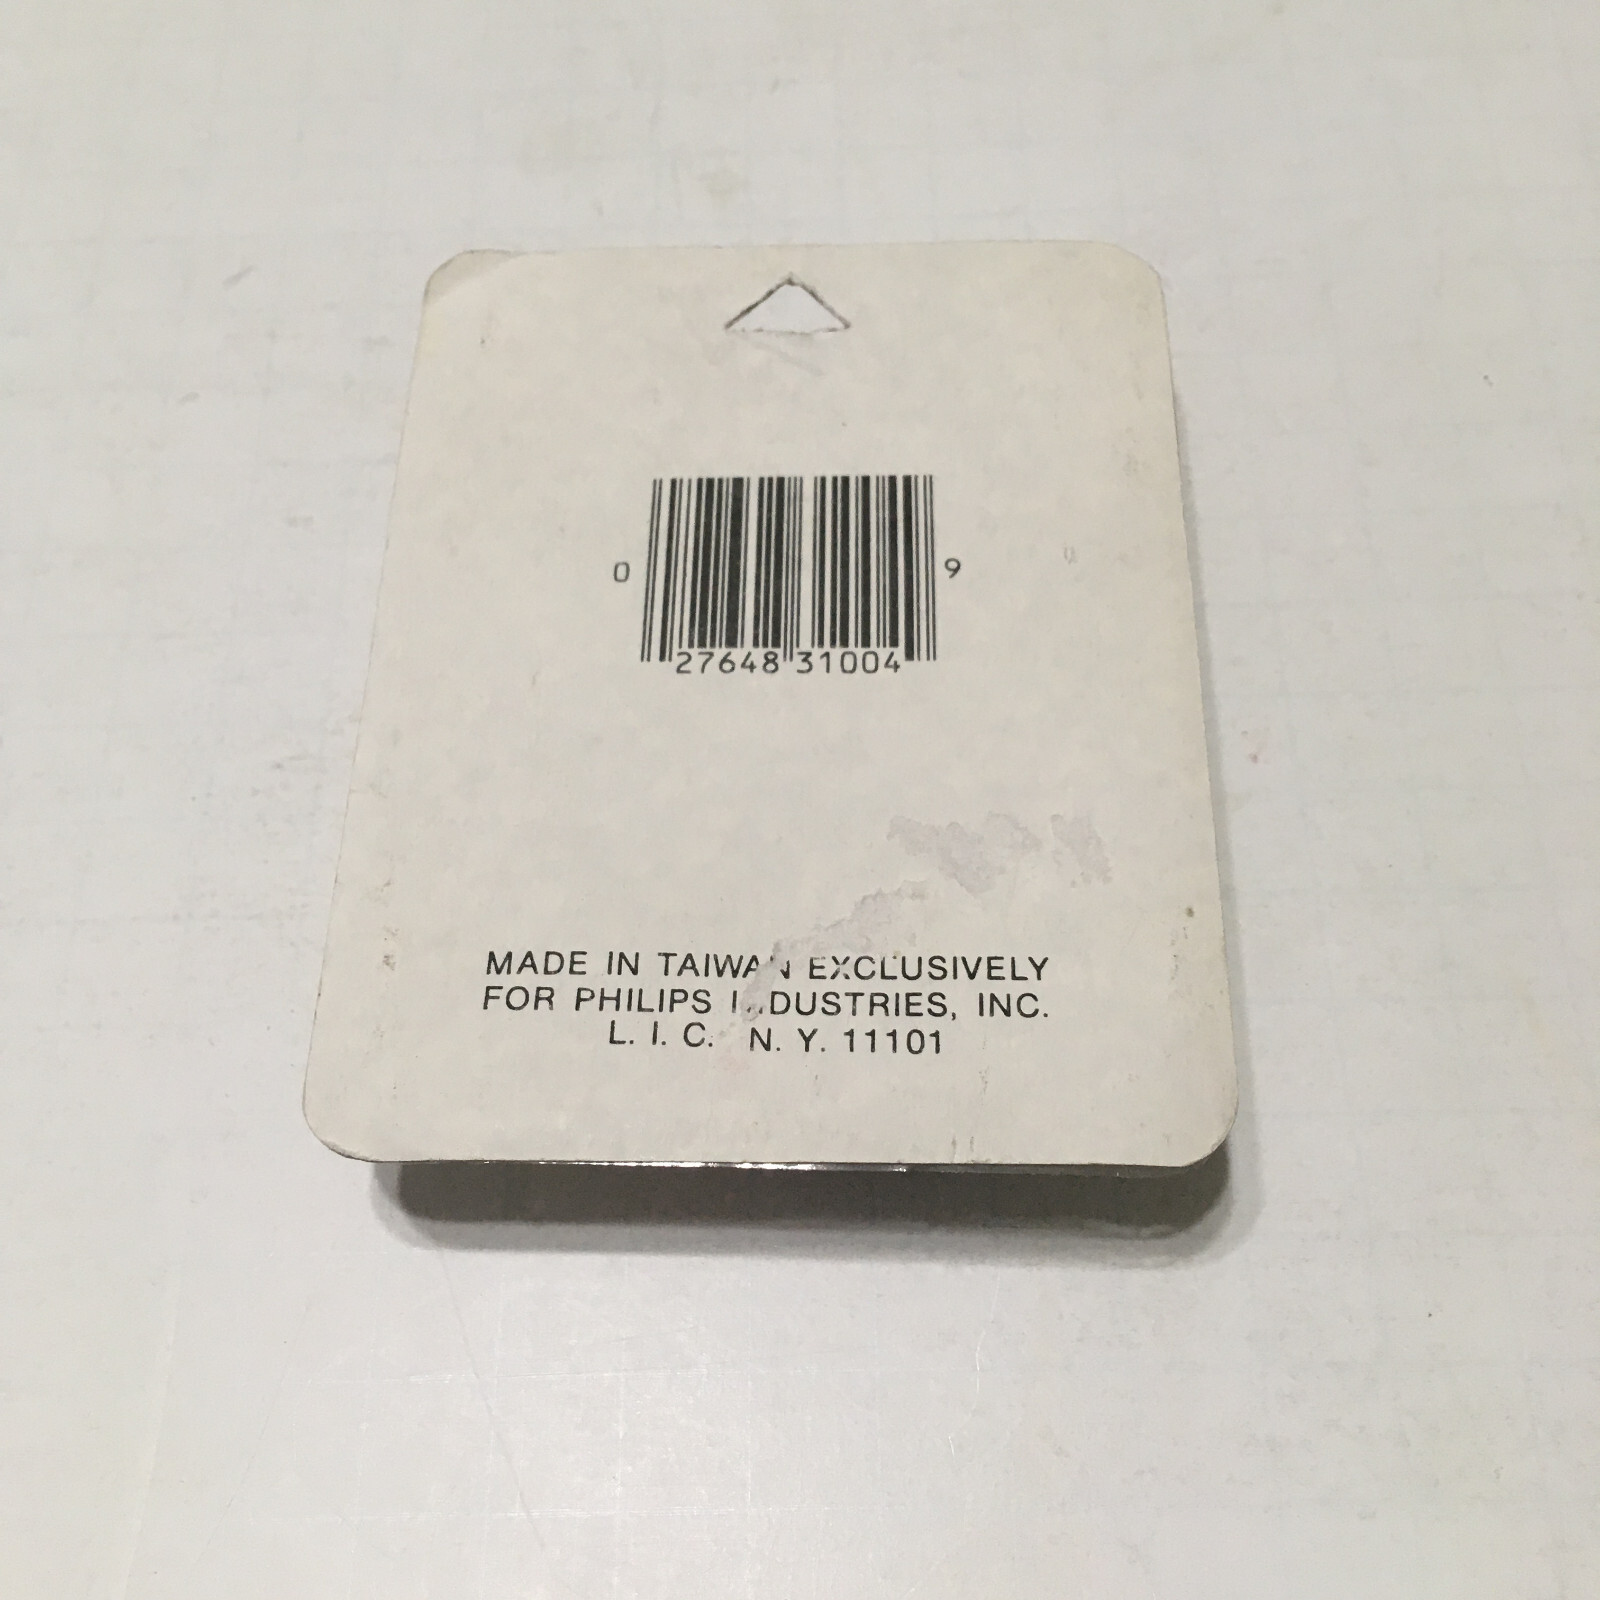 0 27648 31004 9
MADE IN TAIWAN EXCLUSIVELY
FOR PHILIPS INDUSTRIES, INC.
L. I. C. N. Y. 11101